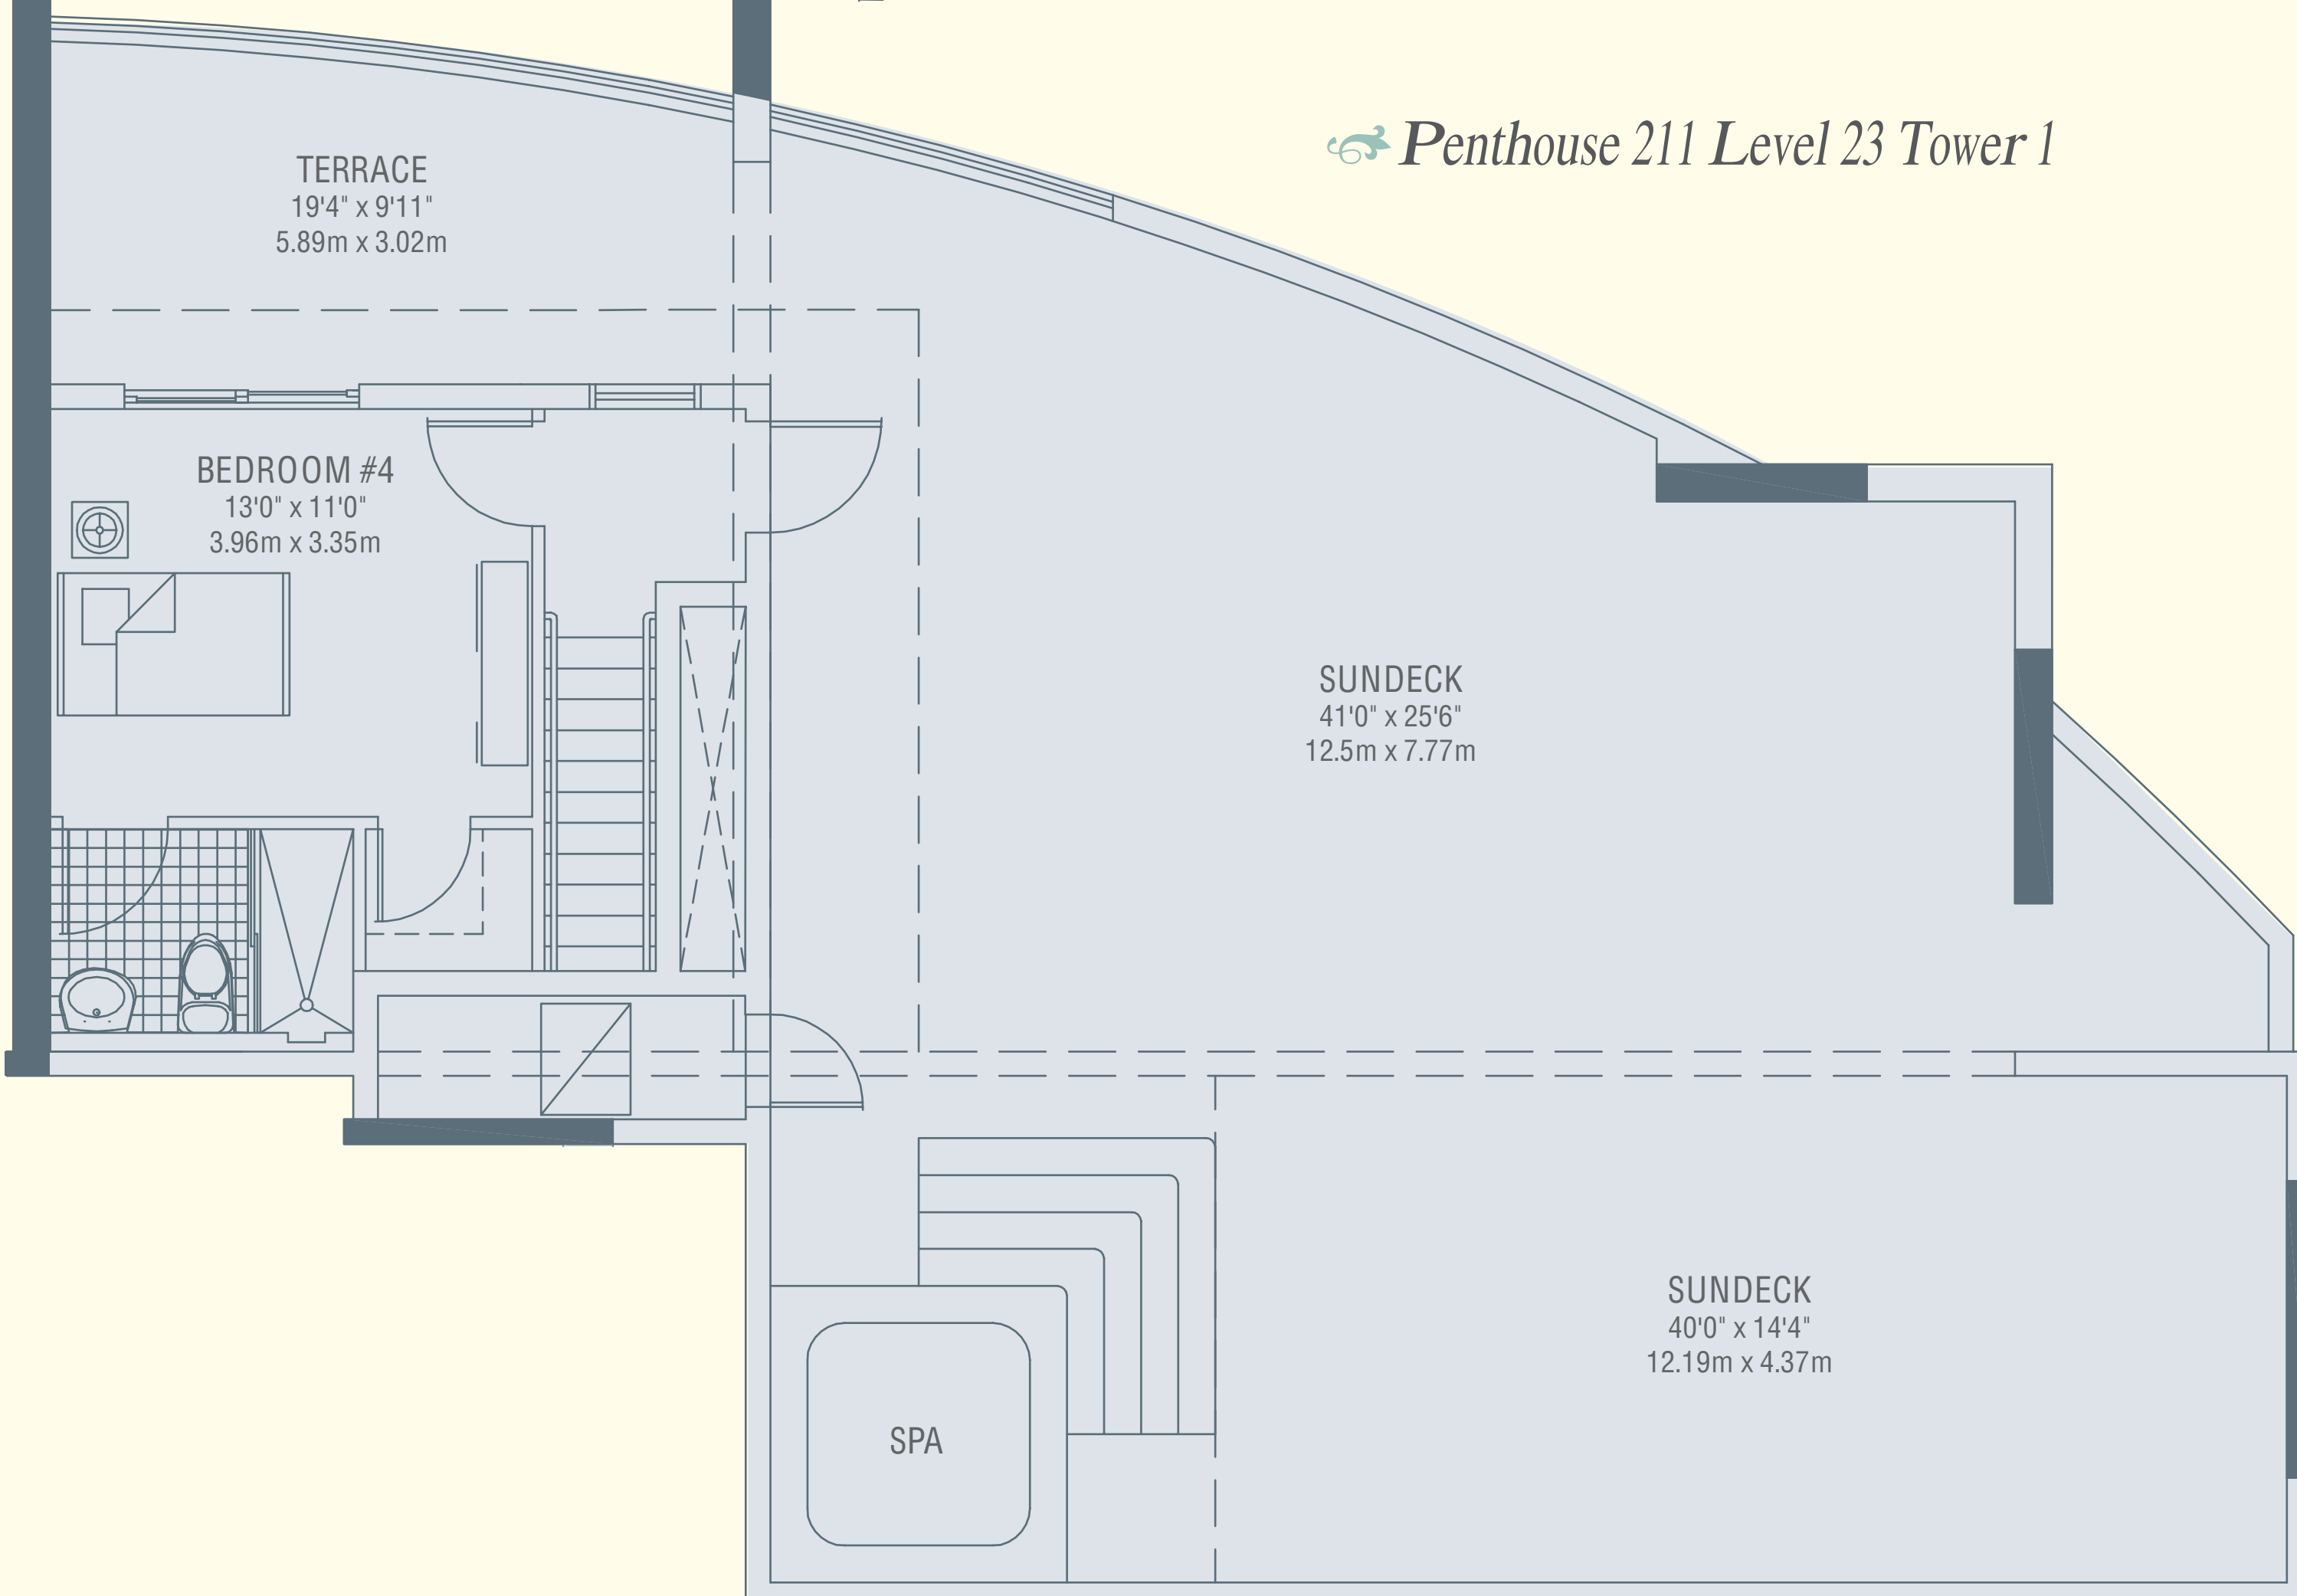 Penthouse 211 Level 23 Tower 1
TERRACE
19'4" x 9'11"
5.89m x 3.02m
BEDROOM #4
13'0" x 11'0"
3.96m x 3.35m
SUNDECK
41'0" x 25'6"
12.5m x 7.77m
SUNDECK
40'0" x 14'4"
12.19m x 4.37m
SPA